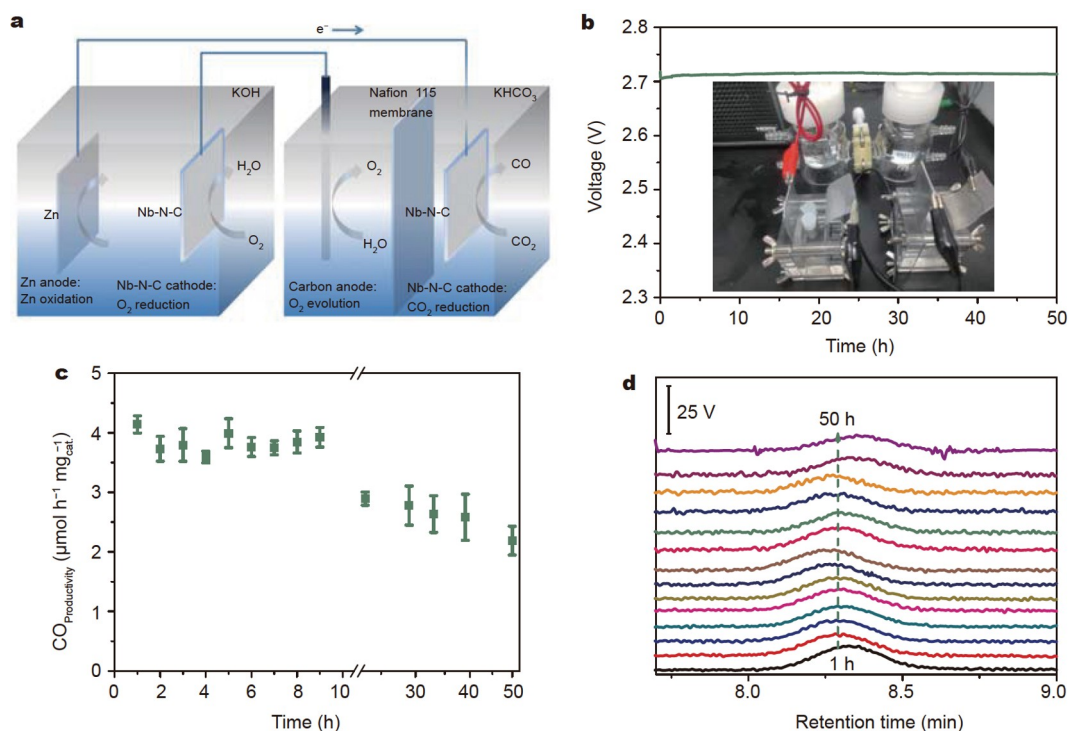 a
e⁻
KOH
Nafion 115
membrane
KHCO₃
H₂O
O₂
CO
Zn
Nb-N-C
O₂
H₂O
Nb-N-C
CO₂
Zn anode:
Zn oxidation
Nb-N-C cathode:
O₂ reduction
Carbon anode:
O₂ evolution
Nb-N-C cathode:
CO₂ reduction
b
Voltage (V)
2.8
2.7
2.6
2.5
2.4
2.3
0 10 20 30 40 50
Time (h)
c
CO Productivity (μmol h⁻¹ mg cat.⁻¹)
5
4
3
2
1
0
0 2 4 6 8 10 30 40 50
Time (h)
d
25 V
50 h
1 h
8.0 8.5 9.0
Retention time (min)